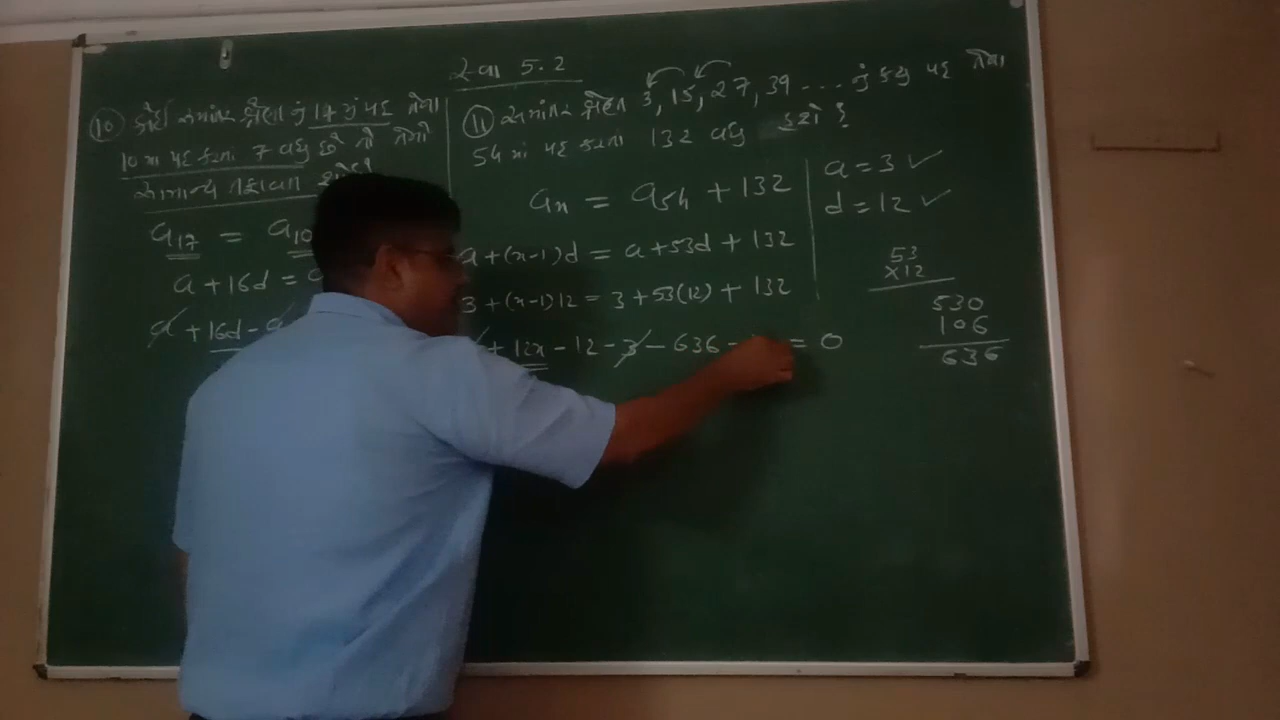 સ્વા 5.2
(10) કોઈ સમાંતર શ્રેણી નું 17 મું પદ તેના
10 માં પદ કરતા 7 વધુ છે તો તેનો
સામાન્ય તફાવત શોધો
a17 = a10
a + 16d =
a + 16d -
(11) સમાંતર શ્રેણી 3, 15, 27, 39 ... નું કયું પદ તેના
54 માં પદ કરતા 132 વધુ હશે ?
an = a54 + 132
a + (n-1)d = a + 53d + 132
3 + (n-1)12 = 3 + 53(12) + 132
+ 12n - 12 - 3 - 636 - = 0
a = 3 ✓
d = 12 ✓
53
×12
530
106
636